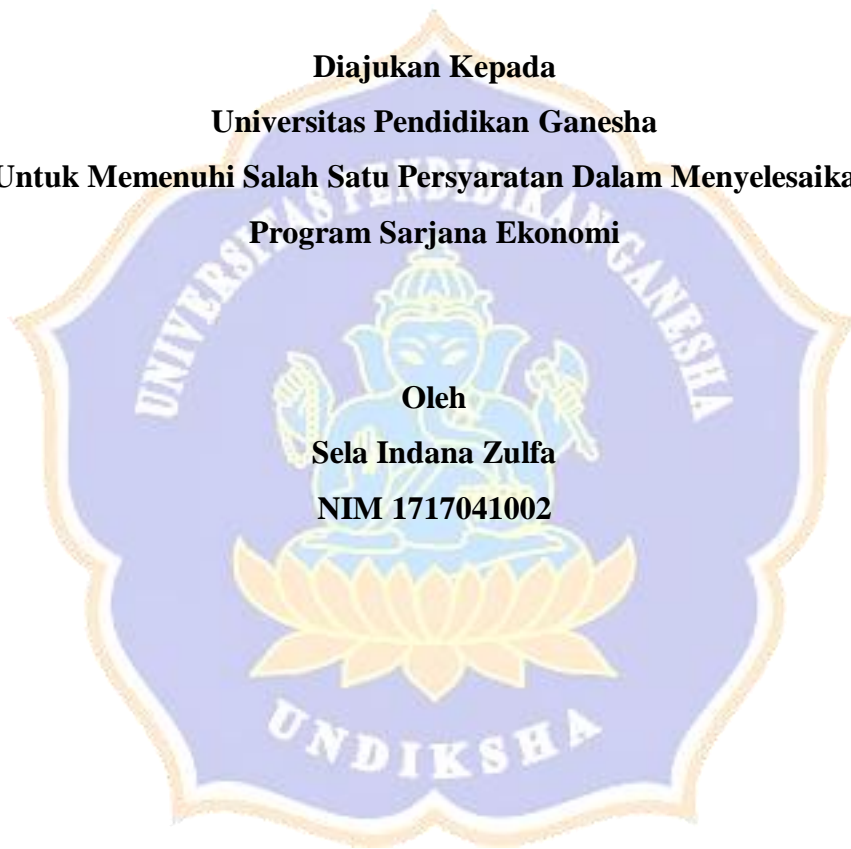 Diajukan Kepada
Universitas Pendidikan Ganesha
Untuk Memenuhi Salah Satu Persyaratan Dalam Menyelesaika
Program Sarjana Ekonomi
UNIVERSITAS PENDIDIKAN GANESHA
Oleh
Sela Indana Zulfa
NIM 1717041002
UNDIKSHA